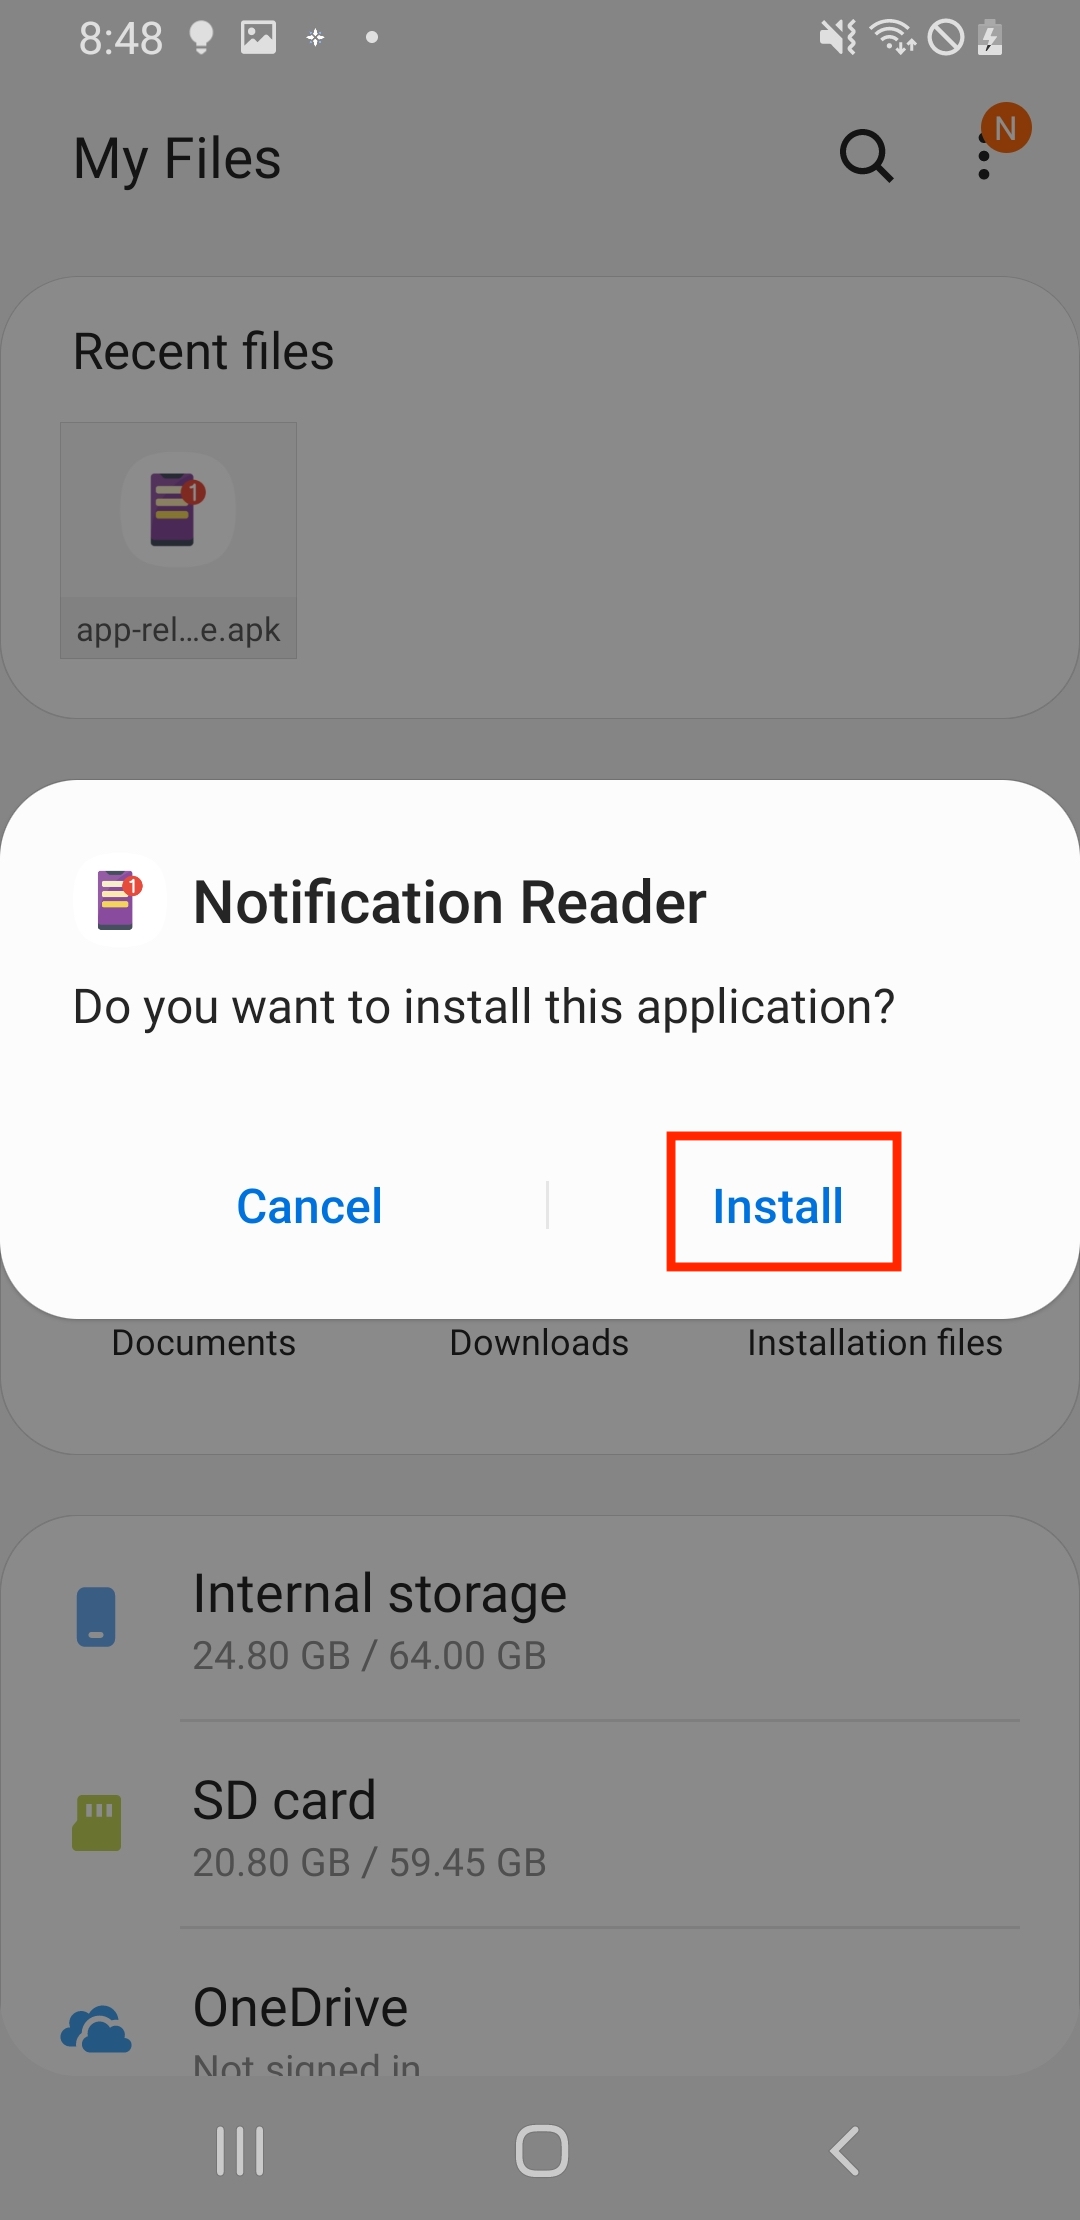 8:48
My Files
N
Recent files
1
app-rel...e.apk
1
Notification Reader
Do you want to install this application?
Cancel
Install
Documents
Downloads
Installation files
Internal storage
24.80 GB / 64.00 GB
SD card
20.80 GB / 59.45 GB
OneDrive
Not signed in